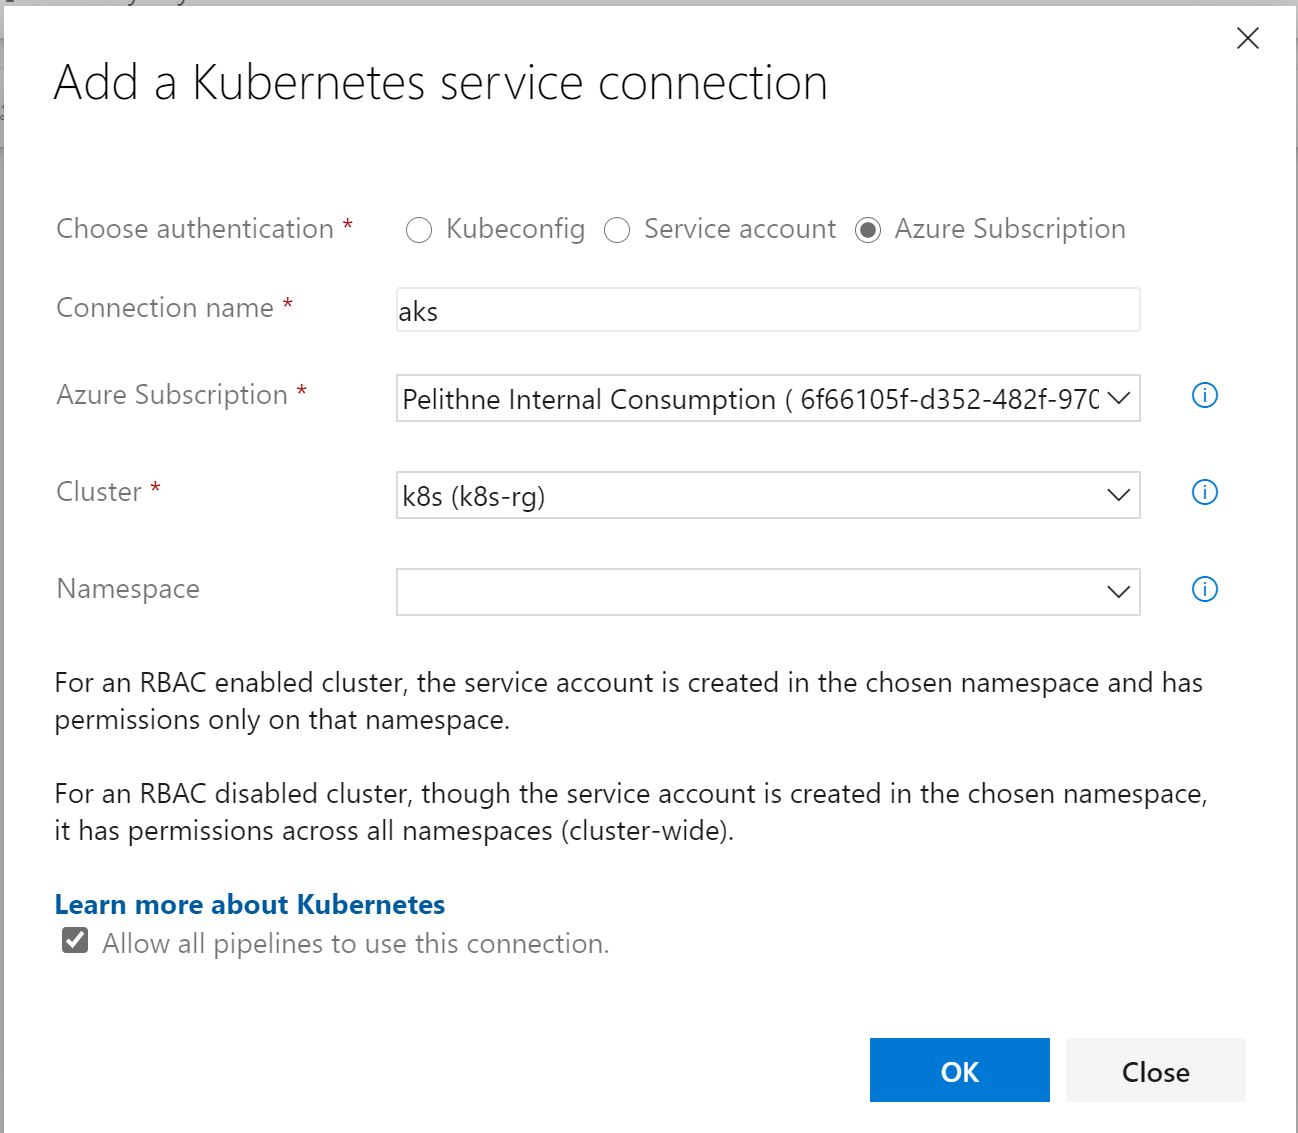 Add a Kubernetes service connection
Choose authentication * Kubeconfig Service account Azure Subscription
Connection name * aks
Azure Subscription * Pelithne Internal Consumption ( 6f66105f-d352-482f-970
Cluster * k8s (k8s-rg)
Namespace
For an RBAC enabled cluster, the service account is created in the chosen namespace and has
permissions only on that namespace.
For an RBAC disabled cluster, though the service account is created in the chosen namespace,
it has permissions across all namespaces (cluster-wide).
Learn more about Kubernetes
Allow all pipelines to use this connection.
OK Close